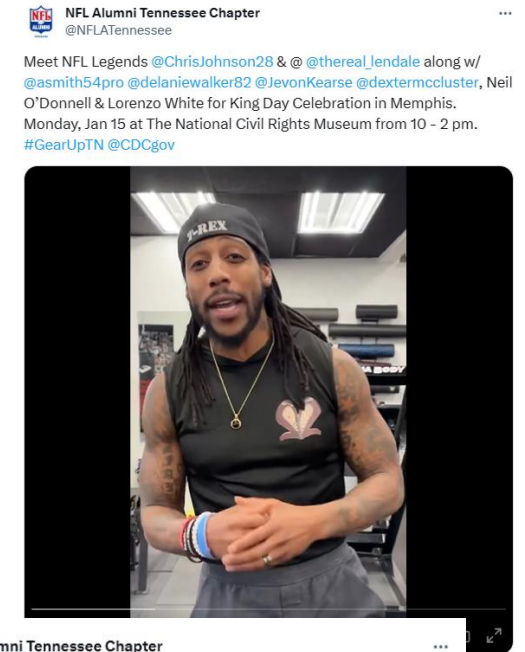 NFL Alumni Tennessee Chapter
@NFLATennessee
Meet NFL Legends @ChrisJohnson28 & @ @thereal_lendale along w/
@asmith54pro @delaniewalker82 @JevonKearse @dextermccluster, Neil
O’Donnell & Lorenzo White for King Day Celebration in Memphis.
Monday, Jan 15 at The National Civil Rights Museum from 10 - 2 pm.
#GearUpTN @CDCgov
T-REX
BODY
mni Tennessee Chapter